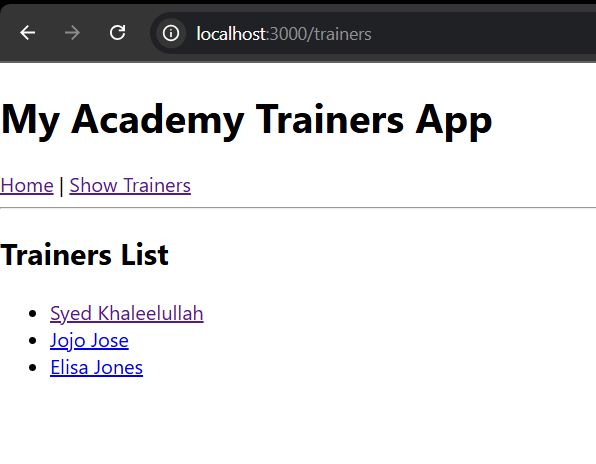 localhost:3000/trainers
My Academy Trainers App
Home | Show Trainers
Trainers List
Syed Khaleelullah
Jojo Jose
Elisa Jones